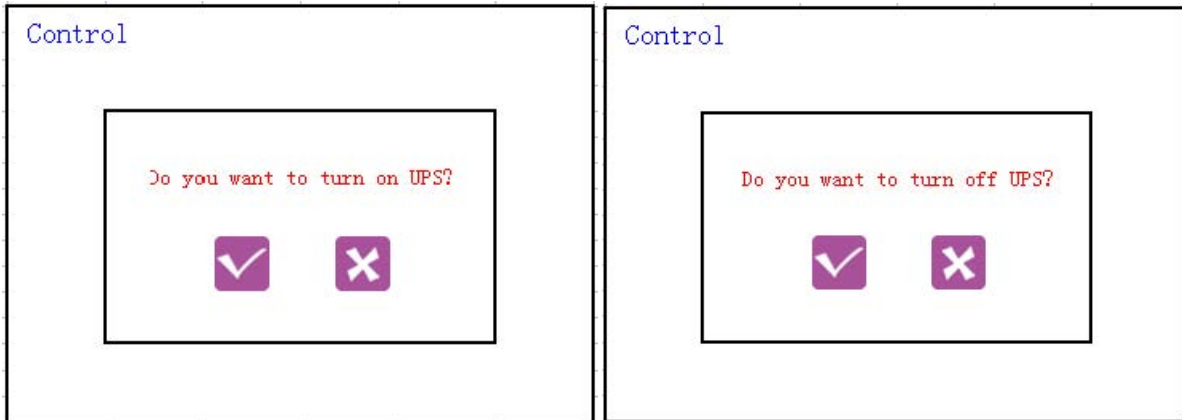 Control
Do you want to turn on UPS?
Control
Do you want to turn off UPS?